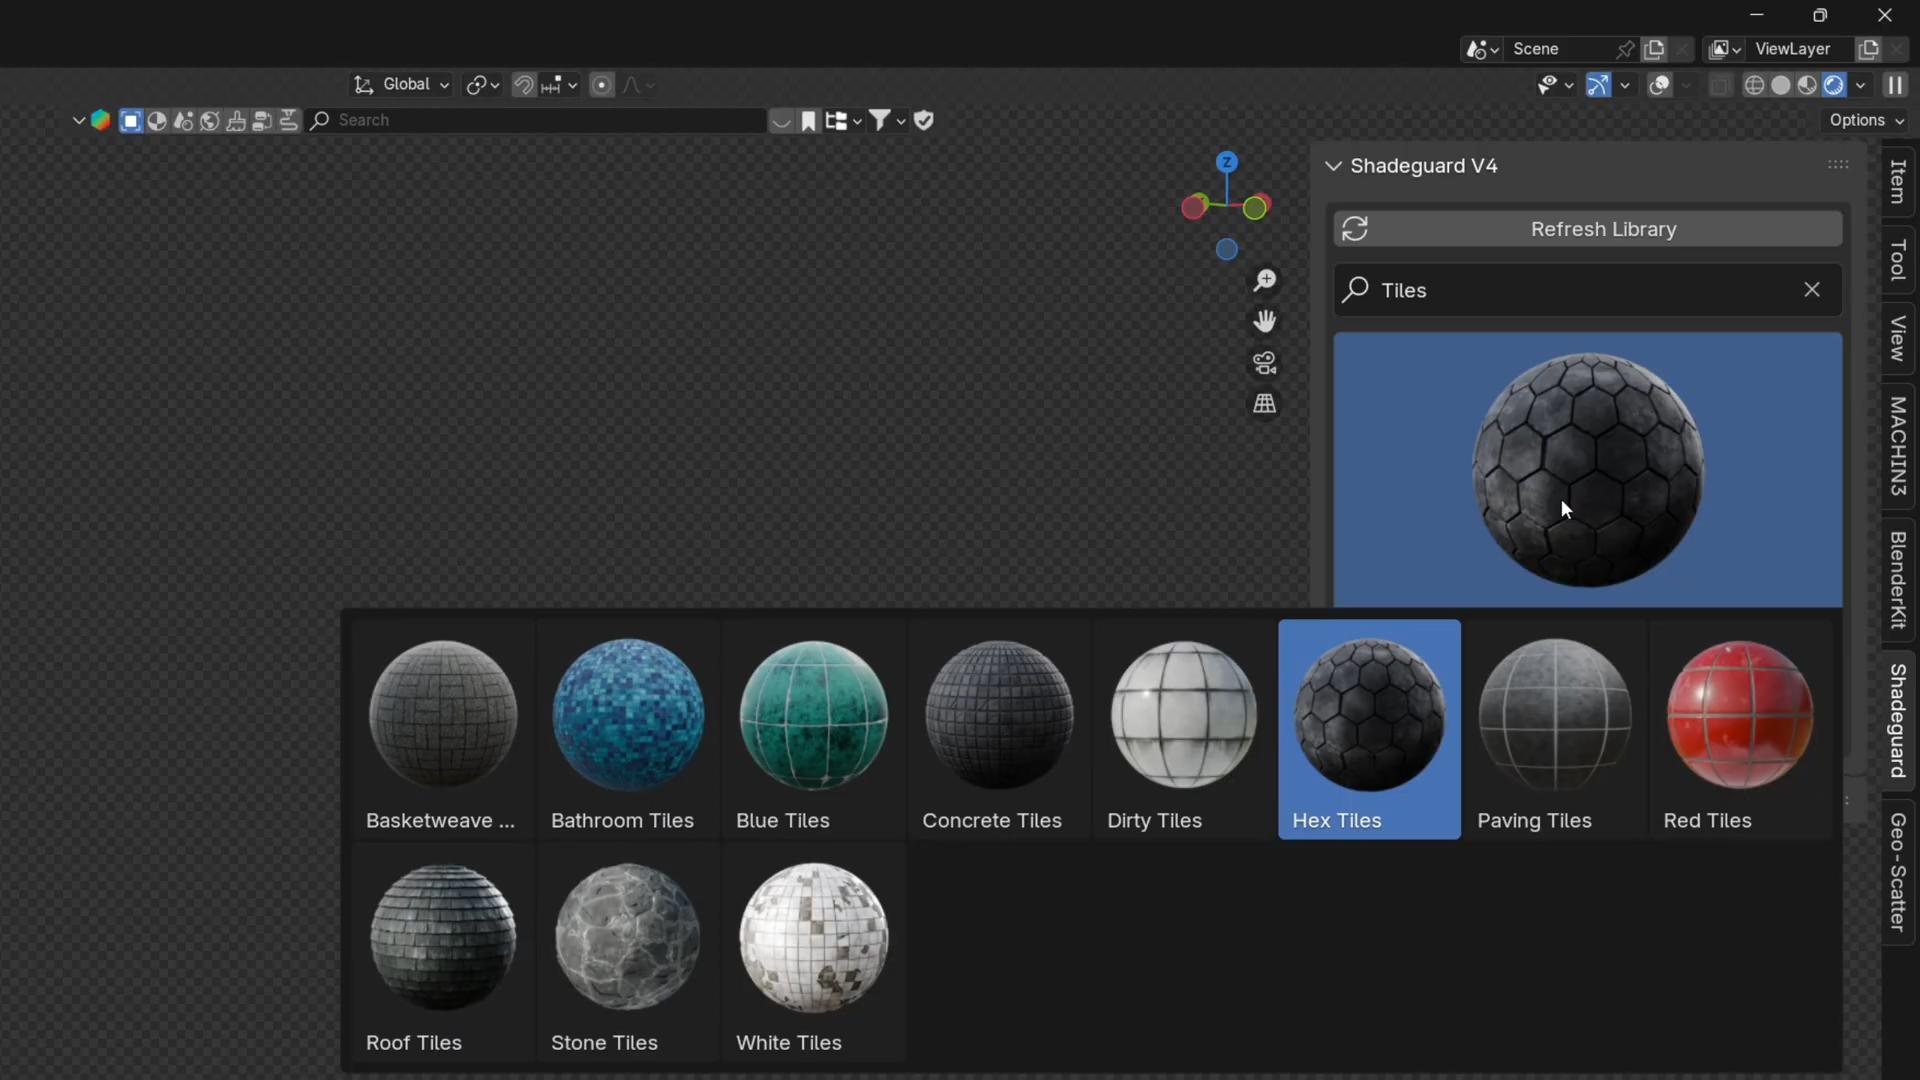 Scene
ViewLayer
Global
Search
Options
Z
Shadeguard V4
Refresh Library
Tiles
Item
Tool
View
MACHIN3
BlenderKit
Shadeguard
Geo-Scatter
Basketweave ...
Bathroom Tiles
Blue Tiles
Concrete Tiles
Dirty Tiles
Hex Tiles
Paving Tiles
Red Tiles
Roof Tiles
Stone Tiles
White Tiles